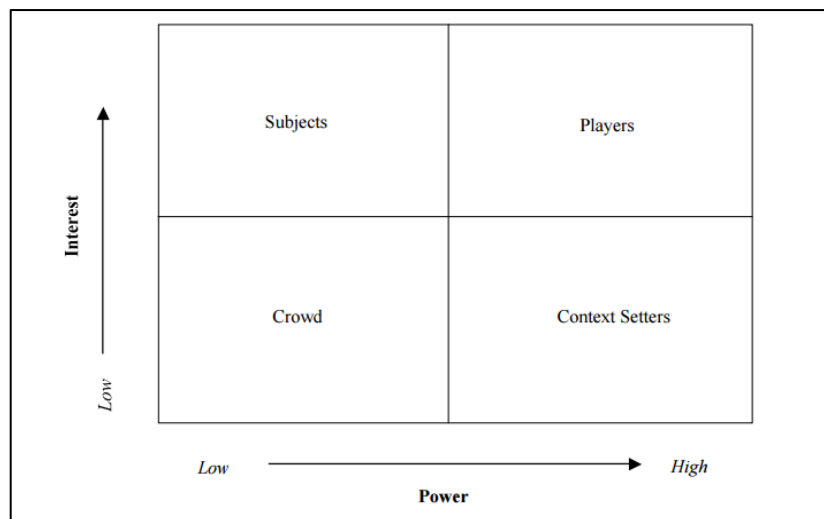 Subjects
Players
Interest
Crowd
Context Setters
Low
Low
High
Power